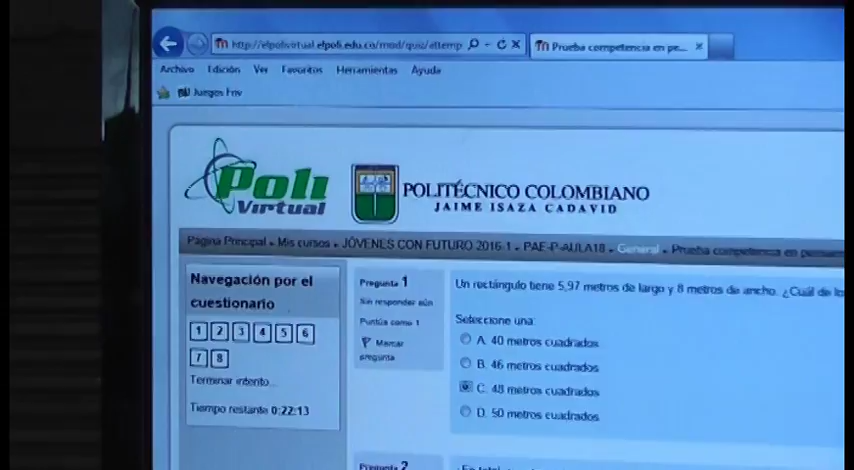 http://elpolivirtual.elpoli.edu.co/mod/quiz/attemp
Prueba competencia en pe...
Archivo Edición Ver Favoritos Herramientas Ayuda
Juegos Friv
Poli
Virtual
POLITÉCNICO COLOMBIANO
JAIME ISAZA CADAVID
Página Principal JÓVENES CON FUTURO 2016-1 PAE-P-AULA18 General Prueba competencia en
Mis cursos
Navegación por el
cuestionario
1 2 3 4 5 6
7 8
Terminar intento...
Tiempo restante 0:22:13
Pregunta 1
Sin responder aún
Puntúa como 1
Marcar
pregunta
Un rectángulo tiene 5,97 metros de largo y 8 metros de ancho. ¿Cuál de lo
Seleccione una:
A. 40 metros cuadrados
B. 46 metros cuadrados
C. 48 metros cuadrados
D. 50 metros cuadrados
Pregunta 2